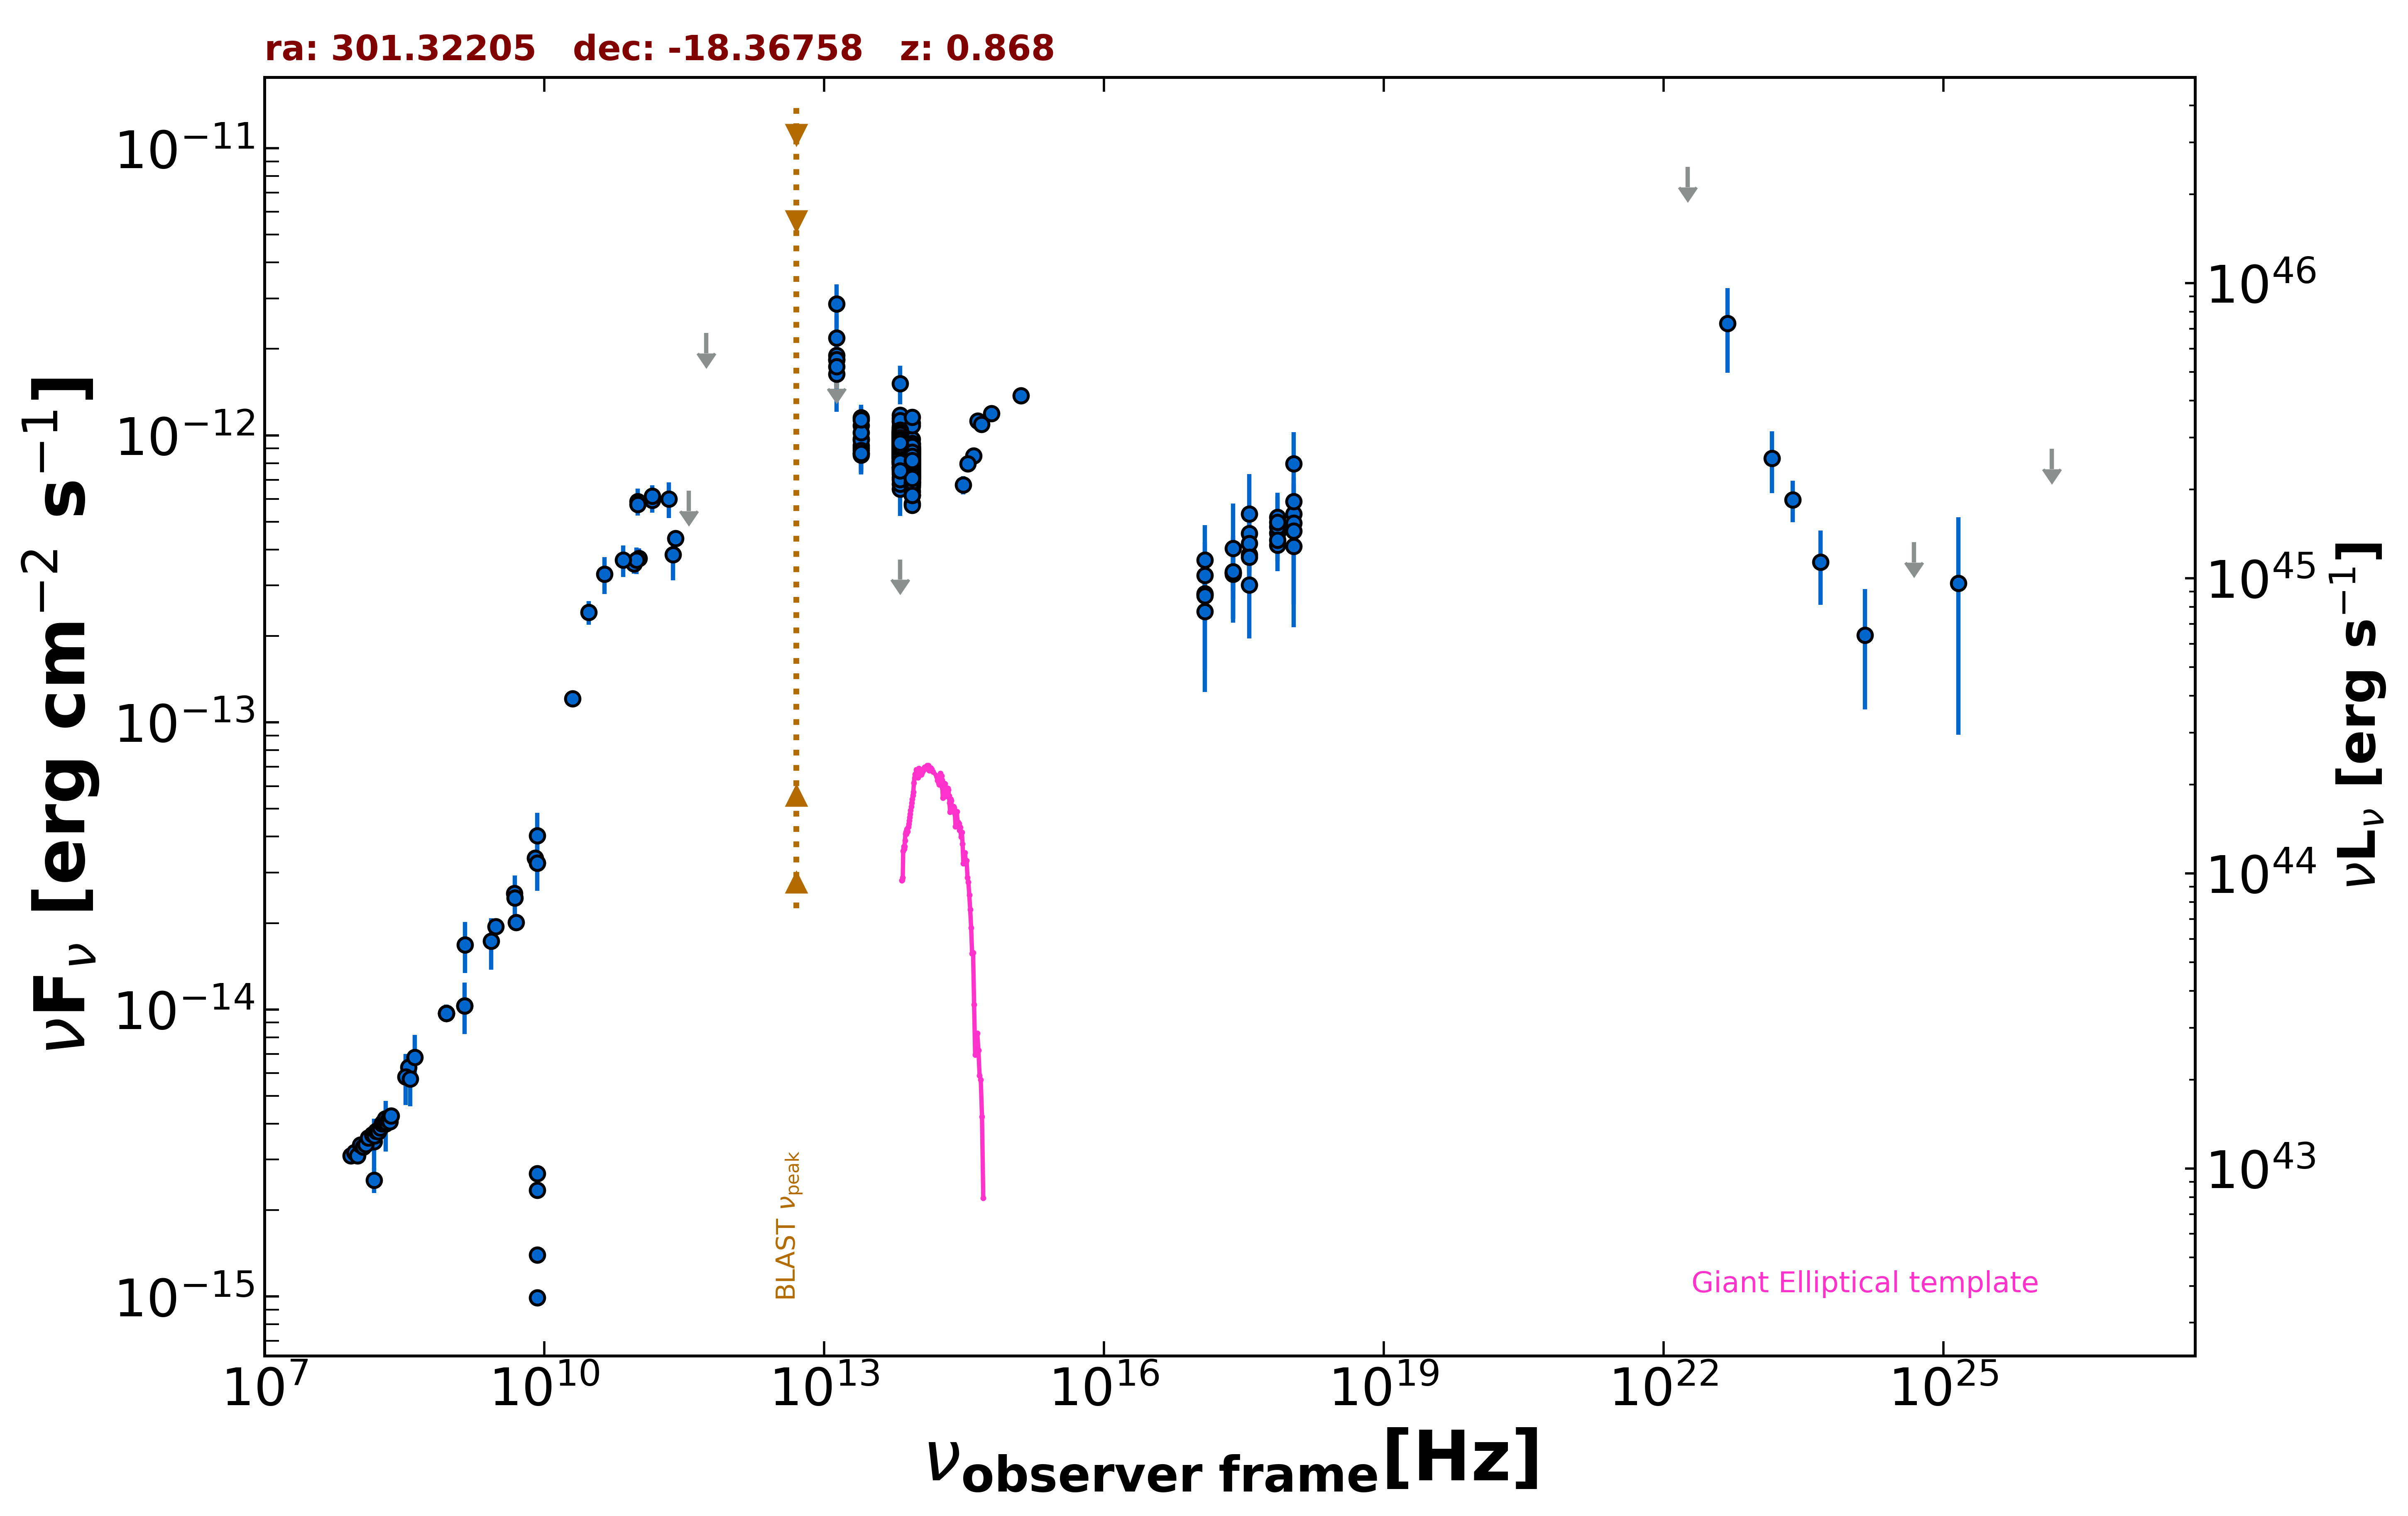 ra: 301.32205   dec: -18.36758   z: 0.868
10⁻¹¹
10⁻¹²
10⁻¹³
10⁻¹⁴
10⁻¹⁵
νFν [erg cm⁻² s⁻¹]
10⁴⁶
10⁴⁵
10⁴⁴
10⁴³
νLν [erg s⁻¹]
BLAST νpeak
Giant Elliptical template
10⁷ 10¹⁰ 10¹³ 10¹⁶ 10¹⁹ 10²² 10²⁵
νobserver frame[Hz]